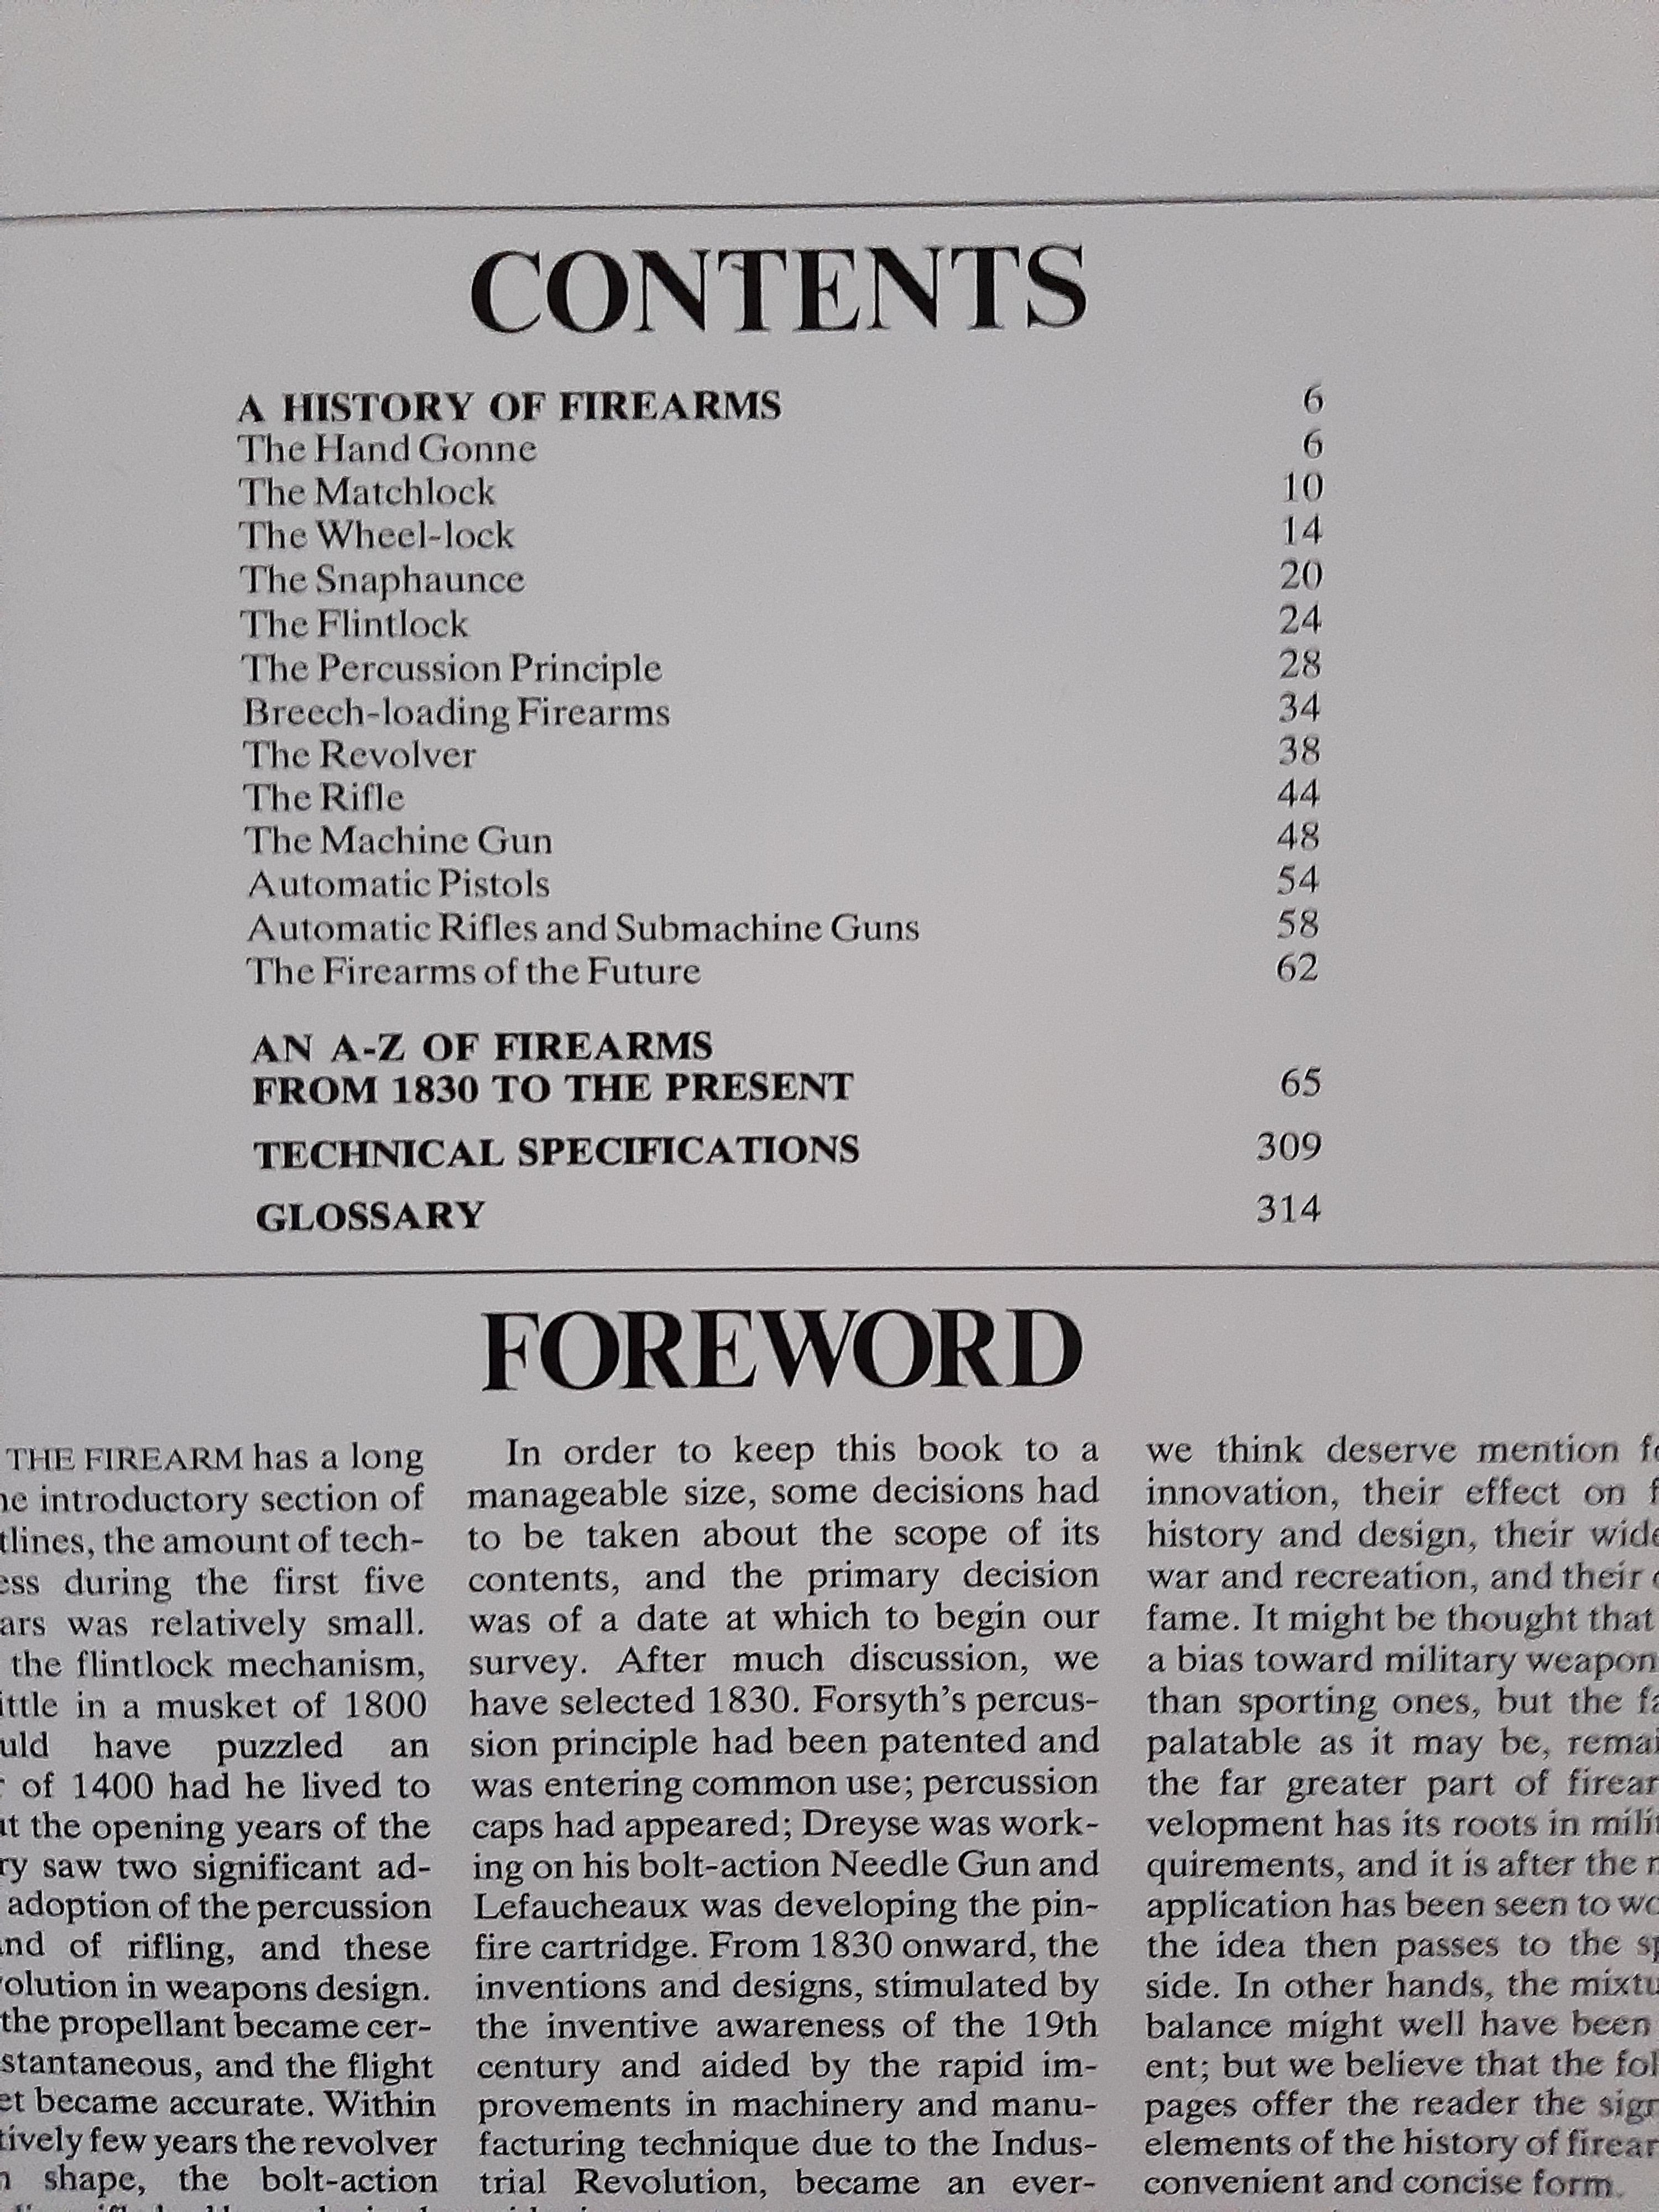 CONTENTS
A HISTORY OF FIREARMS 6
The Hand Gonne 6
The Matchlock 10
The Wheel-lock 14
The Snaphaunce 20
The Flintlock 24
The Percussion Principle 28
Breech-loading Firearms 34
The Revolver 38
The Rifle 44
The Machine Gun 48
Automatic Pistols 54
Automatic Rifles and Submachine Guns 58
The Firearms of the Future 62
AN A-Z OF FIREARMS
FROM 1830 TO THE PRESENT 65
TECHNICAL SPECIFICATIONS 309
GLOSSARY 314
FOREWORD
THE FIREARM has a long
introductory section of
the amount of tech-
during the first five
was relatively small.
the flintlock mechanism,
in a musket of 1800
have puzzled an
of 1400 had he lived to
the opening years of the
saw two significant ad-
adoption of the percussion
of rifling, and these
in weapons design.
the propellant became cer-
and the flight
became accurate. Within
few years the revolver
shape, the bolt-action
In order to keep this book to a
manageable size, some decisions had
to be taken about the scope of its
contents, and the primary decision
was of a date at which to begin our
survey. After much discussion, we
have selected 1830. Forsyth's percus-
sion principle had been patented and
was entering common use; percussion
caps had appeared; Dreyse was work-
ing on his bolt-action Needle Gun and
Lefaucheaux was developing the pin-
fire cartridge. From 1830 onward, the
inventions and designs, stimulated by
the inventive awareness of the 19th
century and aided by the rapid im-
provements in machinery and manu-
facturing technique due to the Indus-
trial Revolution, became an ever-
we think deserve mention
innovation, their effect on
history and design, their
war and recreation, and their
fame. It might be thought that
a bias toward military
than sporting ones, but the
palatable as it may be,
the far greater part of
velopment has its roots in
quirements, and it is after the
application has been seen to
the idea then passes to the
side. In other hands, the
balance might well have been
ent; but we believe that the
pages offer the reader the
elements of the history of
convenient and concise form.